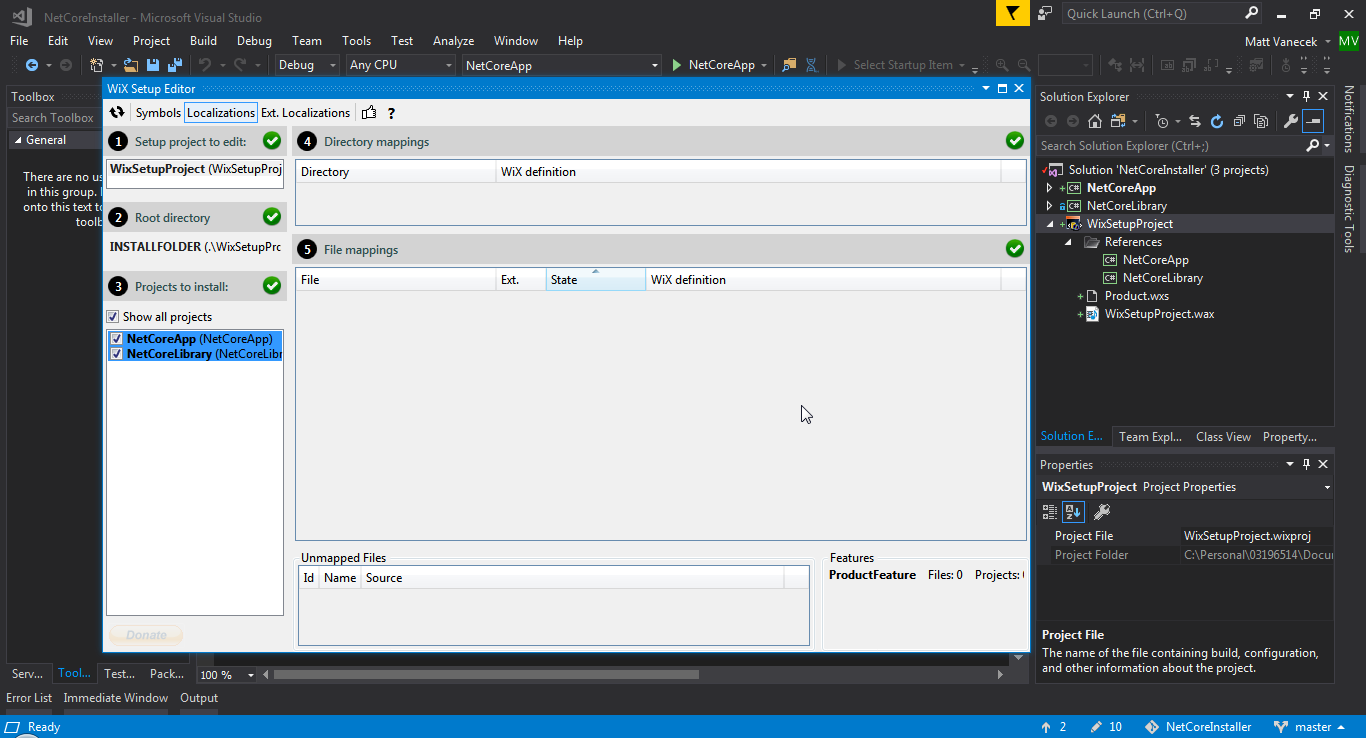 NetCoreInstaller - Microsoft Visual Studio
Quick Launch (Ctrl+Q)
File Edit View Project Build Debug Team Tools Test Analyze Window Help
Matt Vanecek MV
Debug Any CPU NetCoreApp NetCoreApp Select Startup Item
Toolbox
Search Toolbox
General
There are no us
in this group.
onto this text to
toolb
WiX Setup Editor
Symbols Localizations Ext. Localizations ?
1 Setup project to edit:
WixSetupProject (WixSetupProj
2 Root directory
INSTALLFOLDER (.\WixSetupPrc
3 Projects to install:
Show all projects
NetCoreApp (NetCoreApp)
NetCoreLibrary (NetCoreLibr
Donate
4 Directory mappings
Directory WiX definition
5 File mappings
File Ext. State WiX definition
Unmapped Files
Id Name Source
Features
ProductFeature Files: 0 Projects:
Solution Explorer
Search Solution Explorer (Ctrl+;)
Solution 'NetCoreInstaller' (3 projects)
NetCoreApp
NetCoreLibrary
WixSetupProject
References
NetCoreApp
NetCoreLibrary
Product.wxs
WixSetupProject.wax
Solution E... Team Expl... Class View Property...
Properties
WixSetupProject Project Properties
Project File WixSetupProject.wixproj
Project Folder C:\Personal\03196514\Docu
Project File
The name of the file containing build, configuration,
and other information about the project.
Notifications
Diagnostic Tools
Serv... Tool... Test... Pack... 100 %
Error List Immediate Window Output
Ready 2 10 NetCoreInstaller master